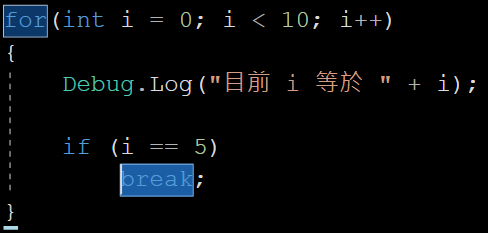 for(int i = 0; i < 10; i++)
{
Debug.Log("目前 i 等於 " + i);
if (i == 5)
break;
}